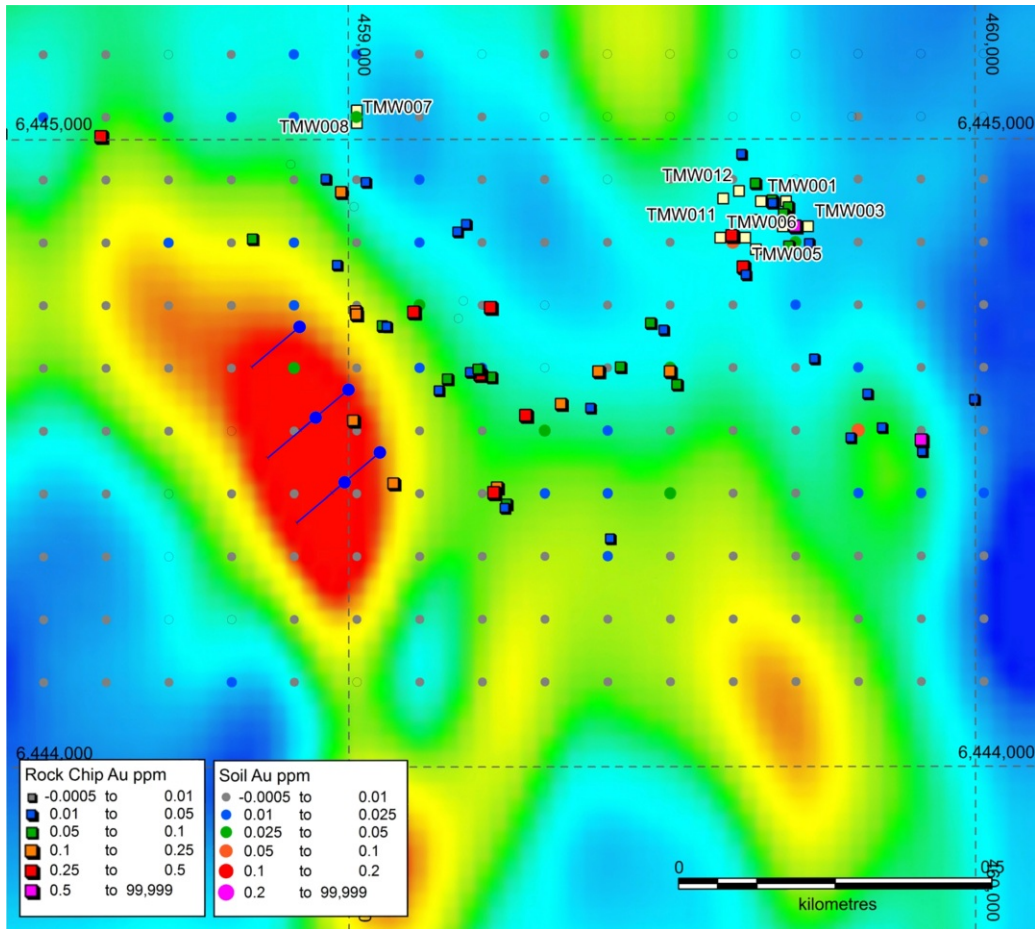 459,000
460,000
TMW007
TMW008
6,445,000
6,445,000
TMW012
TMW001
TMW011
TMW006
TMW003
TMW005
6,444,000
6,444,000
Rock Chip Au ppm
-0.0005 to 0.01
0.01 to 0.05
0.05 to 0.1
0.1 to 0.25
0.25 to 0.5
0.5 to 99,999
Soil Au ppm
-0.0005 to 0.01
0.01 to 0.025
0.025 to 0.05
0.05 to 0.1
0.1 to 0.2
0.2 to 99,999
0
0.5
kilometres